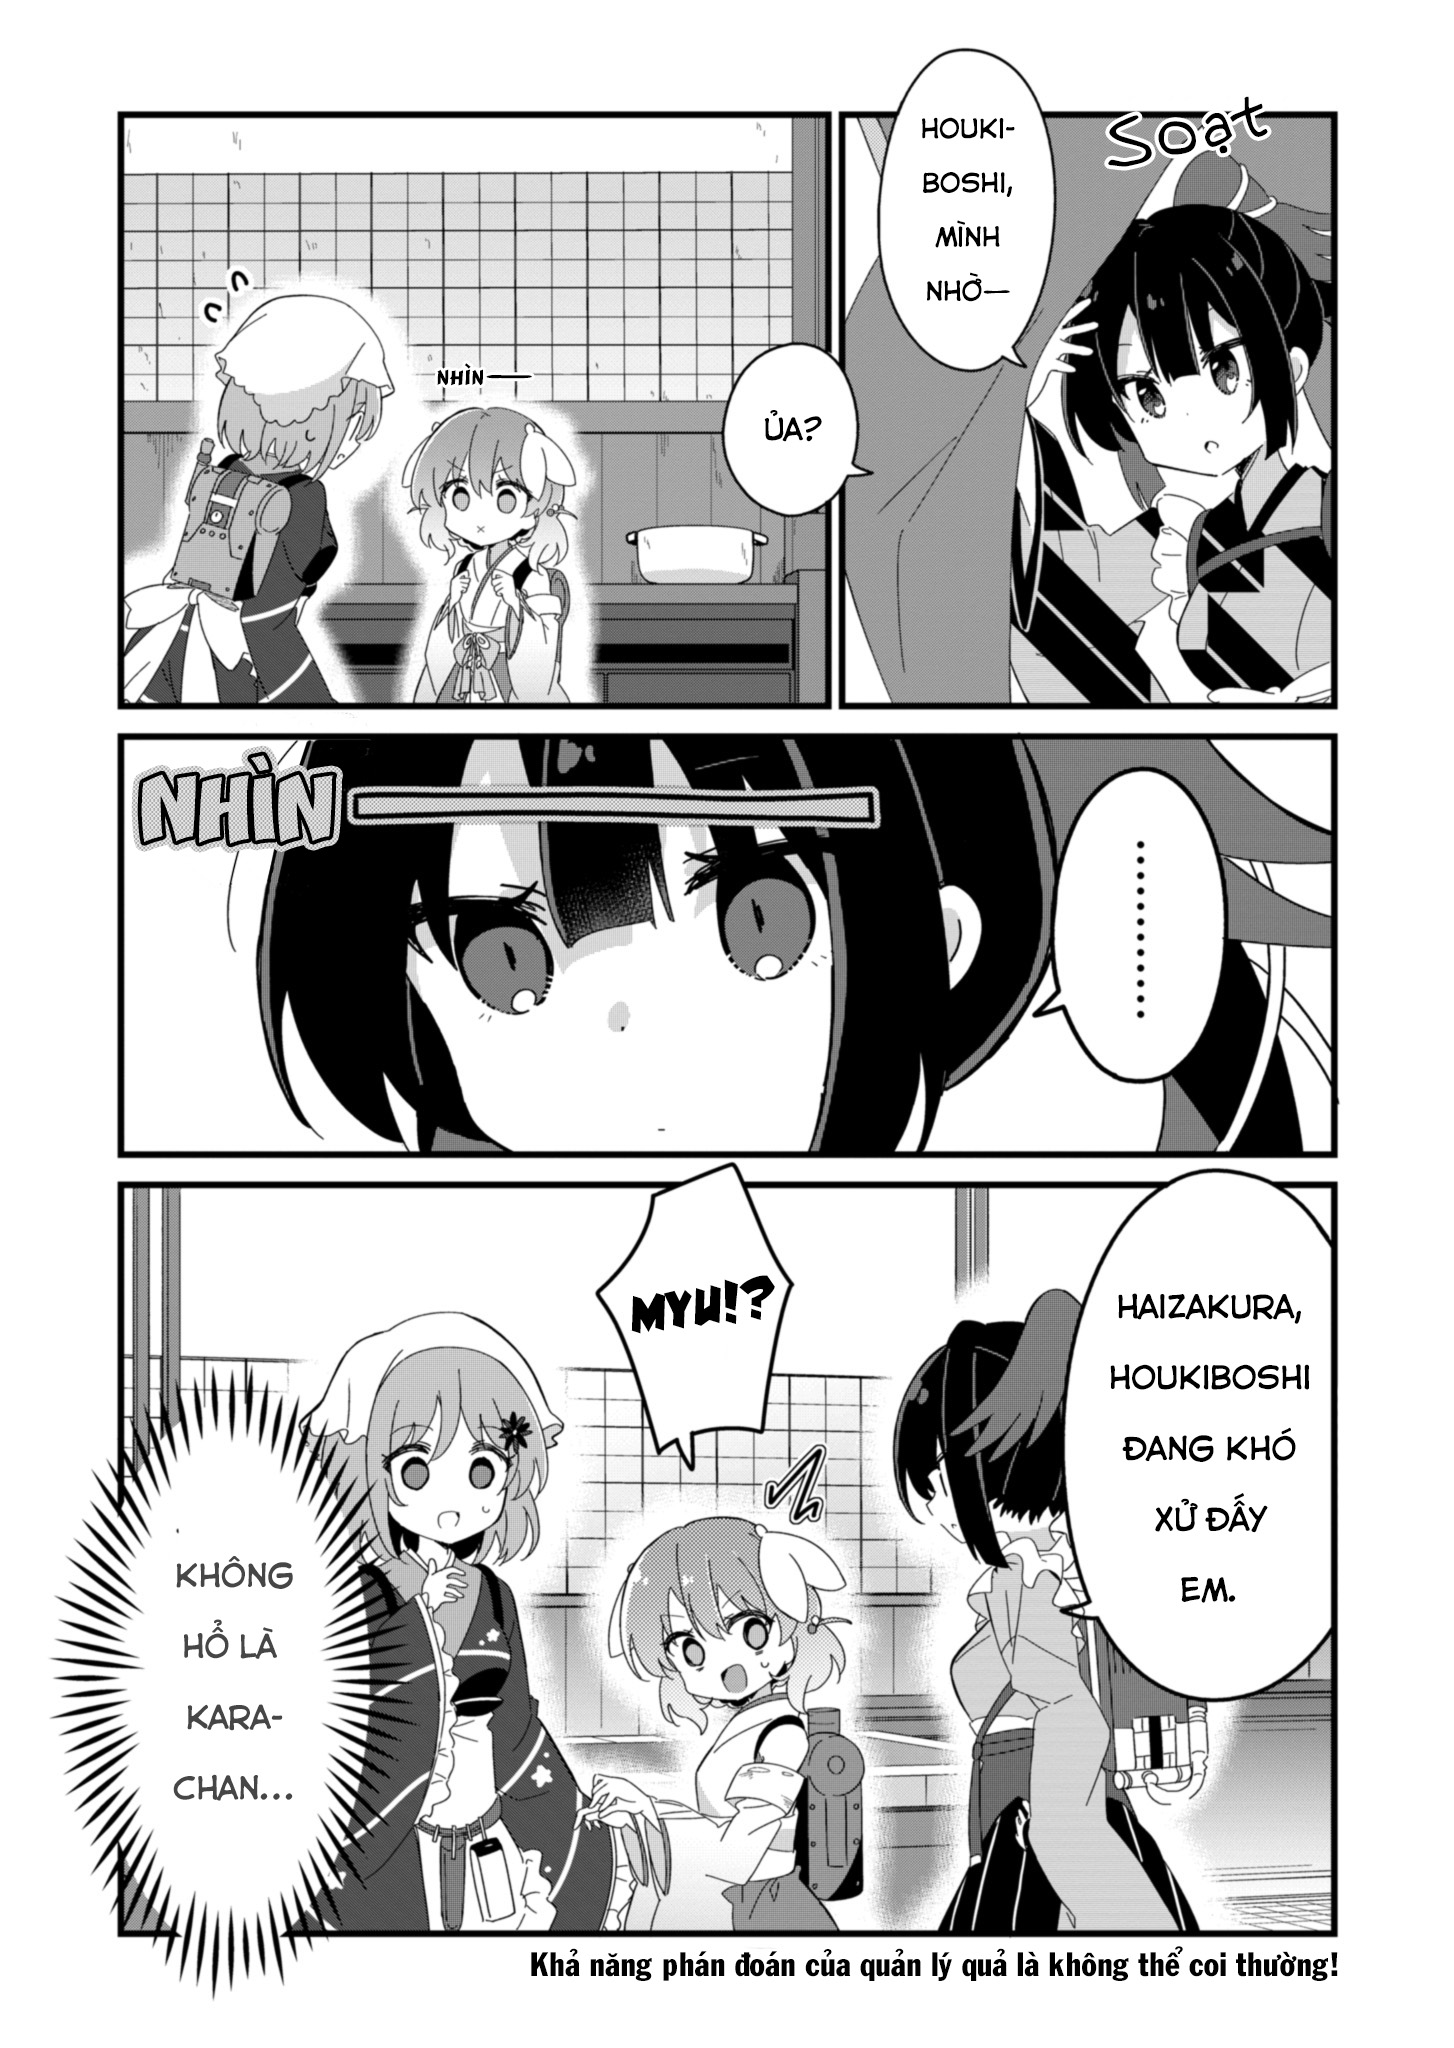 Soạt
HOUKI-
BOSHI,
MÌNH
NHỜ—
ỦA?
NHÌN——
NHÌN—
..........
HAIZAKURA,
HOUKIBOSHI
ĐANG KHÓ
XỬ ĐẤY
EM.
MYU!?
KHÔNG
HỔ LÀ
KARA-
CHAN...
Khả năng phán đoán của quản lý quả là không thể coi thường!